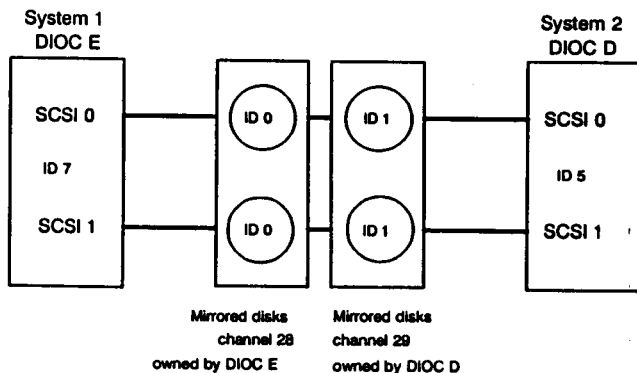 System 1
DIOC E
System 2
DIOC D
SCSI 0
ID 0
ID 1
SCSI 0
ID 7
ID 5
SCSI 1
ID 0
ID 1
SCSI 1
Mirrored disks
channel 28
owned by DIOC E
Mirrored disks
channel 29
owned by DIOC D